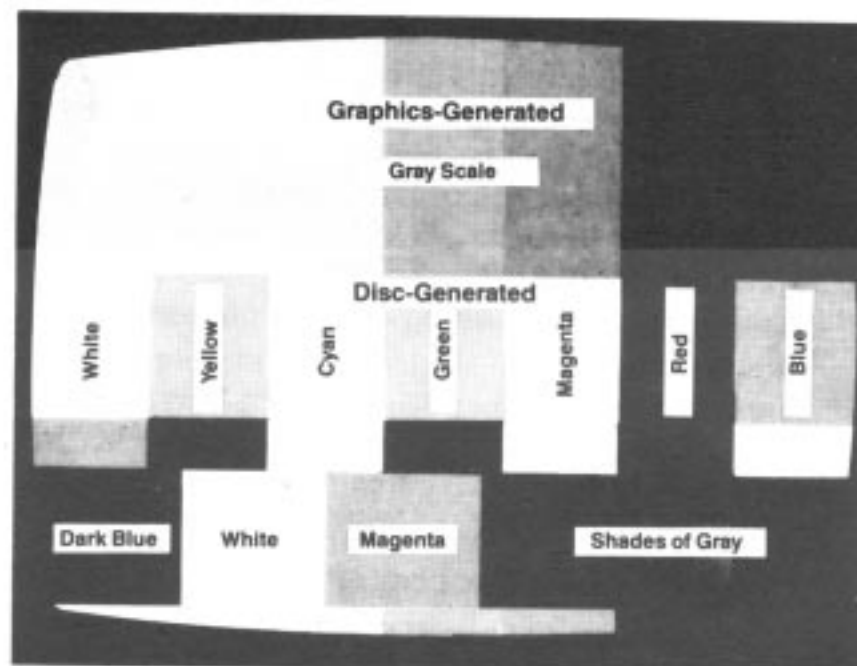 Graphics-Generated
Gray Scale
Disc-Generated
White
Yellow
Cyan
Green
Magenta
Red
Blue
Dark Blue
White
Magenta
Shades of Gray